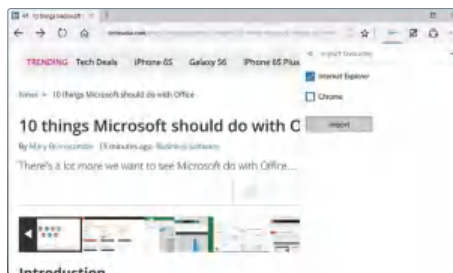 10 things Microsoft
TRENDING Tech Deals iPhone 6S Galaxy S6 iPhone 6S Plus
Import favourites
Internet Explorer
Chrome
Import
News > 10 things Microsoft should do with Office
10 things Microsoft should do with O
By Mary Branscombe 19 minutes ago Business software
There's a lot more we want to see Microsoft do with Office...
Introduction